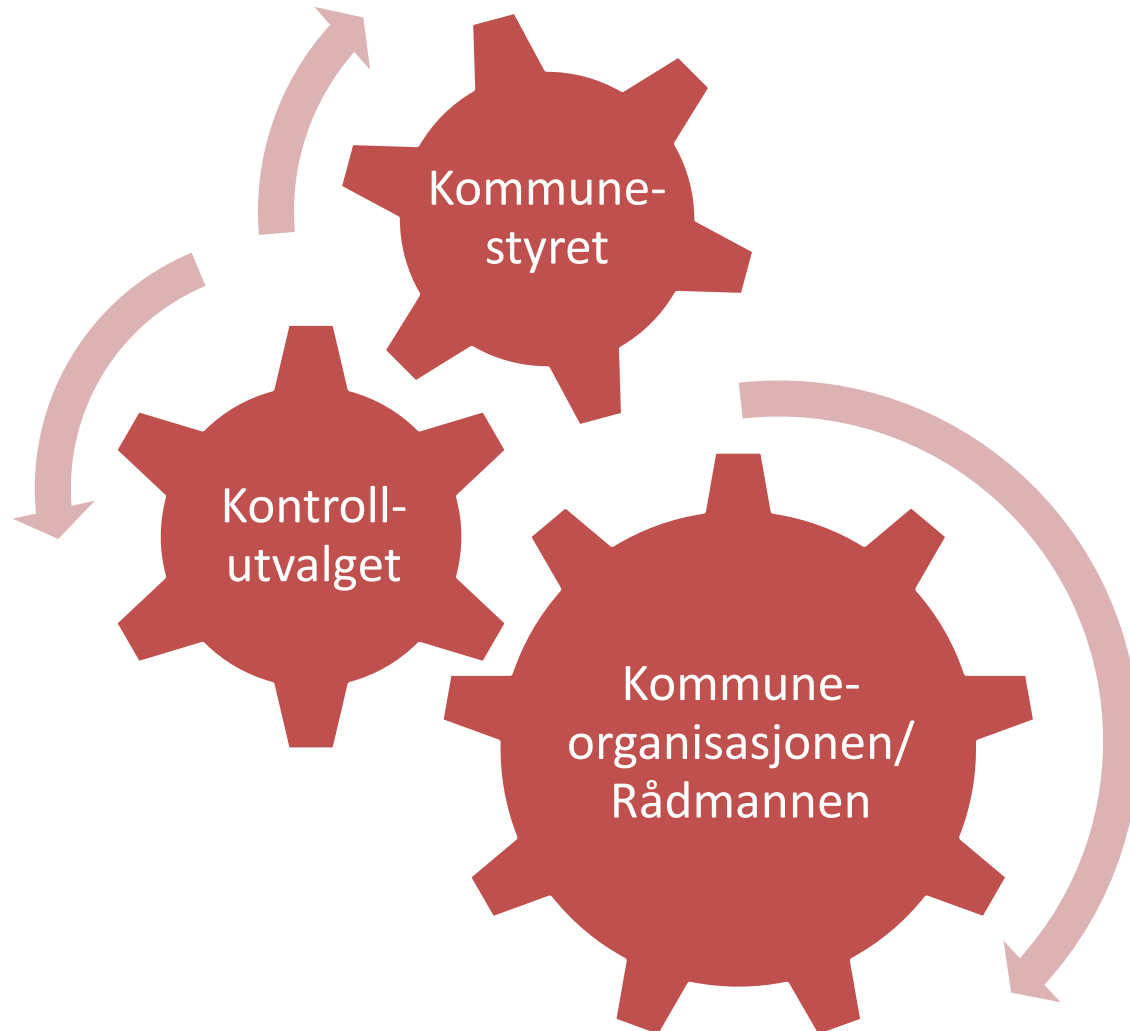 Kommune-
styret
Kontroll-
utvalget
Kommune-
organisasjonen/
Rådmannen